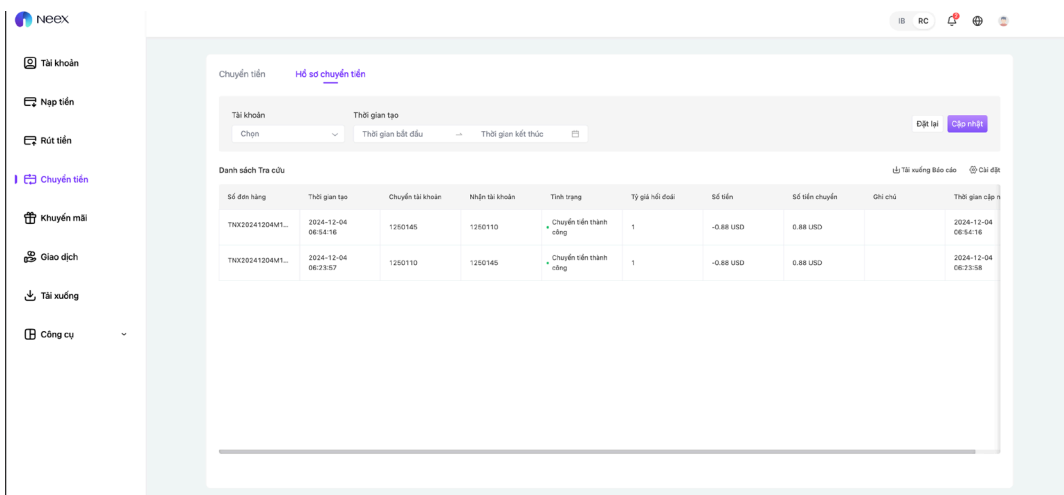 Neex
IB RC
Tài khoản
Nạp tiền
Rút tiền
Chuyển tiền
Khuyến mãi
Giao dịch
Tải xuống
Công cụ
Chuyển tiền Hồ sơ chuyển tiền
Tài khoản Thời gian tạo
Chọn Thời gian bắt đầu → Thời gian kết thúc
Đặt lại Cập nhật
Danh sách Tra cứu Tải xuống Báo cáo Cài đặt
Số đơn hàng Thời gian tạo Chuyển tài khoản Nhận tài khoản Tình trạng Tỷ giá hối đoái Số tiền Số tiền chuyển Ghi chú Thời gian cập n
TNX20241204M1... 2024-12-04 06:54:16 1250145 1250110 Chuyển tiền thành công 1 -0.88 USD 0.88 USD 2024-12-04 06:54:16
TNX20241204M1... 2024-12-04 06:23:57 1250110 1250145 Chuyển tiền thành công 1 -0.88 USD 0.88 USD 2024-12-04 06:23:58